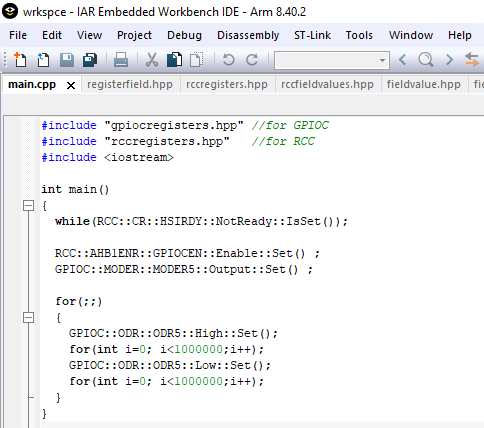 wrkspce - IAR Embedded Workbench IDE - Arm 8.40.2
File Edit View Project Debug Disassembly ST-Link Tools Window Help
main.cpp x registerfield.hpp rccregisters.hpp rccfieldvalues.hpp fieldvalue.hpp fie
#include "gpiocregisters.hpp" //for GPIOC
#include "rccregisters.hpp"   //for RCC
#include <iostream>
int main()
{
  while(RCC::CR::HSIRDY::NotReady::IsSet());
  RCC::AHB1ENR::GPIOCEN::Enable::Set() ;
  GPIOC::MODER::MODER5::Output::Set() ;
  for(;;)
  {
    GPIOC::ODR::ODR5::High::Set();
    for(int i=0; i<1000000;i++);
    GPIOC::ODR::ODR5::Low::Set();
    for(int i=0; i<1000000;i++);
  }
}